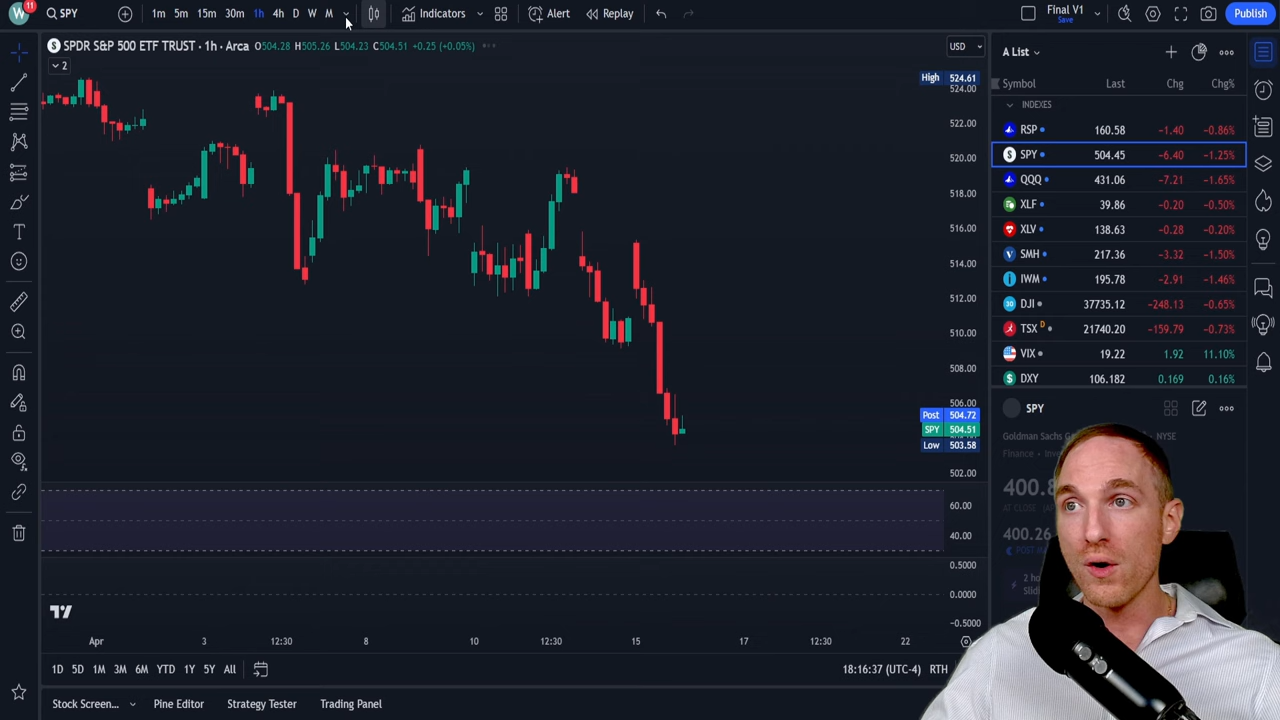 W 11 SPY 1m 5m 15m 30m 1h 4h D W M Indicators Alert Replay Final V1 Save Publish
S SPDR S&P 500 ETF TRUST · 1h · Arca O504.28 H505.26 L504.23 C504.51 +0.25 (+0.05%) USD
2
High 524.61
524.00
522.00
520.00
518.00
516.00
514.00
512.00
510.00
508.00
506.00
Post 504.72
SPY 504.51
Low 503.58
502.00
60.00
40.00
0.5000
0.0000
−0.5000
Apr 3 12:30 8 10 12:30 15 17 12:30 22
1D 5D 1M 3M 6M YTD 1Y 5Y All 18:16:37 (UTC-4) RTH
Stock Screen... Pine Editor Strategy Tester Trading Panel
A List
Symbol Last Chg Chg%
INDEXES
RSP 160.58 −1.40 −0.86%
S SPY 504.45 −6.40 −1.25%
QQQ 431.06 −7.21 −1.65%
XLF 39.86 −0.20 −0.50%
XLV 138.63 −0.28 −0.20%
V SMH 217.36 −3.32 −1.50%
IWM 195.78 −2.91 −1.46%
30 DJI 37735.12 −248.13 −0.65%
TSX D 21740.20 −159.79 −0.73%
VIX 19.22 1.92 11.10%
$ DXY 106.182 0.169 0.16%
SPY
Goldman Sachs NYSE
Finance
400.
400.26
2